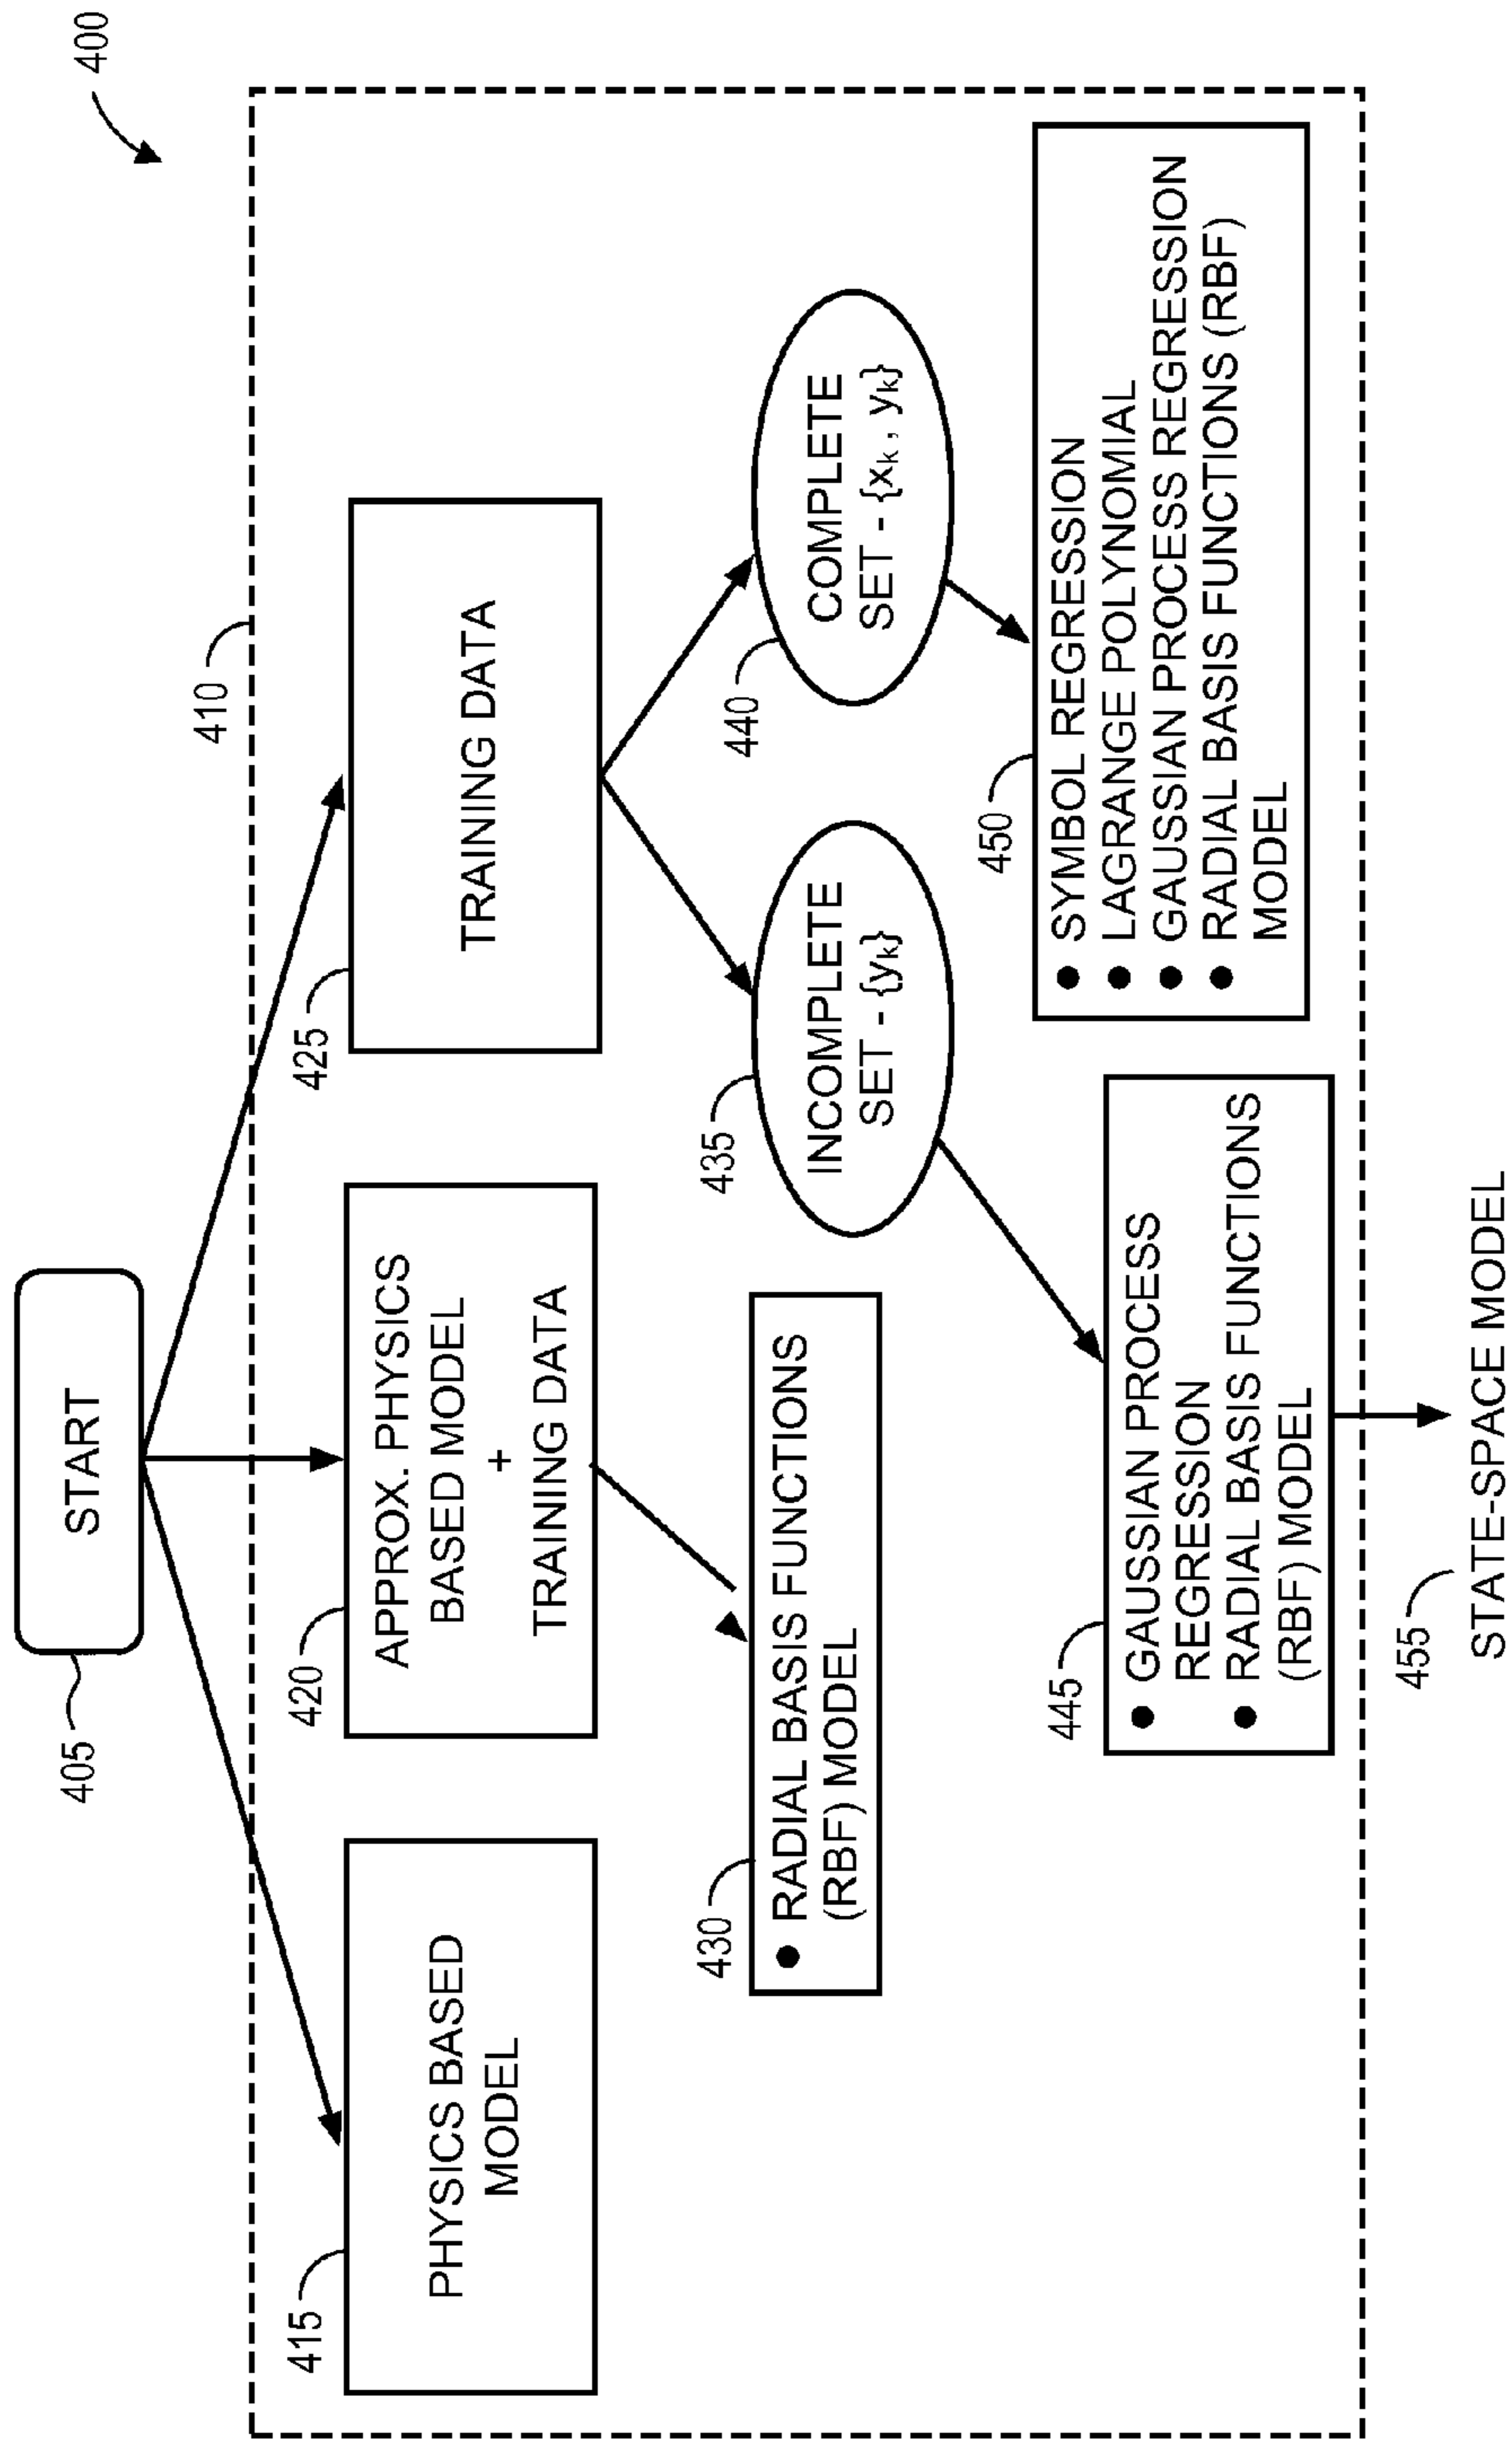 400
START
405
410
PHYSICS BASED
MODEL
415
APPROX. PHYSICS
BASED MODEL
+
TRAINING DATA
420
TRAINING DATA
425
● RADIAL BASIS FUNCTIONS
(RBF) MODEL
430
INCOMPLETE
SET - {yk}
435
COMPLETE
SET - {xk, yk}
440
● GAUSSIAN PROCESS
REGRESSION
● RADIAL BASIS FUNCTIONS
(RBF) MODEL
445
● SYMBOL REGRESSION
● LAGRANGE POLYNOMIAL
● GAUSSIAN PROCESS REGRESSION
● RADIAL BASIS FUNCTIONS (RBF)
MODEL
450
455
STATE-SPACE MODEL